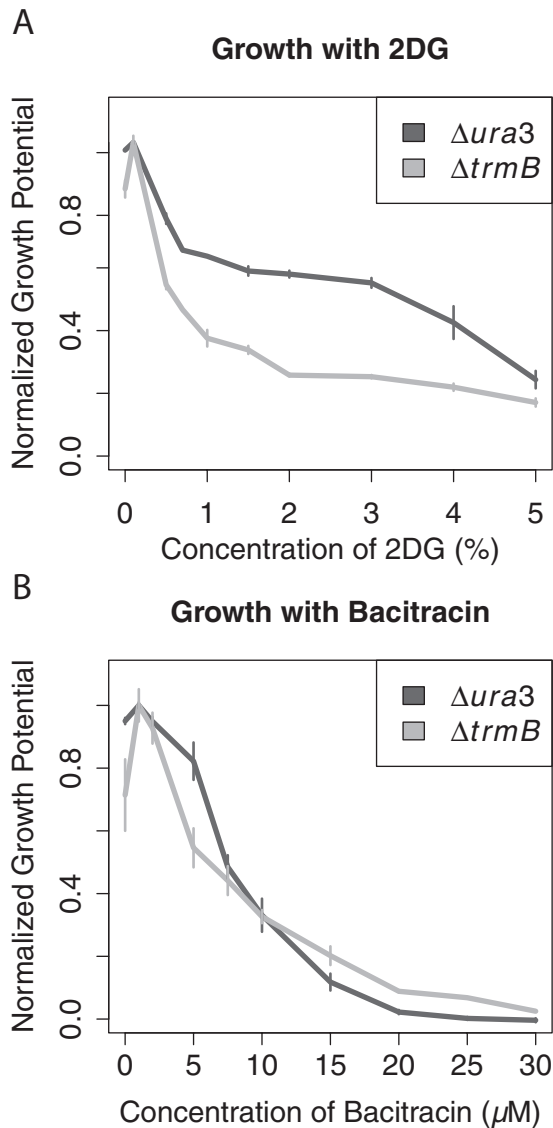 A
Growth with 2DG
Normalized Growth Potential
0.0 0.4 0.8
Δura3
ΔtrmB
0 1 2 3 4 5
Concentration of 2DG (%)
B
Growth with Bacitracin
Normalized Growth Potential
0.0 0.4 0.8
Δura3
ΔtrmB
0 5 10 15 20 25 30
Concentration of Bacitracin (µM)